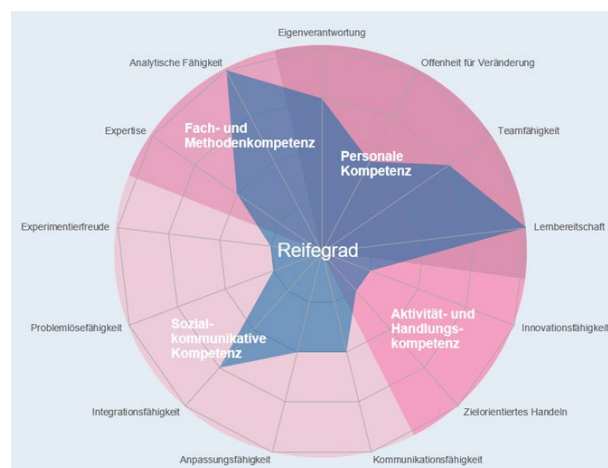 Eigenverantwortung
Analytische Fähigkeit
Offenheit für Veränderung
Expertise
Fach- und
Methodenkompetenz
Teamfähigkeit
Personale
Kompetenz
Experimentierfreude
Lernbereitschaft
Reifegrad
Problemlösefähigkeit
Sozial-
kommunikative
Kompetenz
Aktivität- und
Handlungs-
kompetenz
Innovationsfähigkeit
Integrationsfähigkeit
Zielorientiertes Handeln
Anpassungsfähigkeit
Kommunikationsfähigkeit